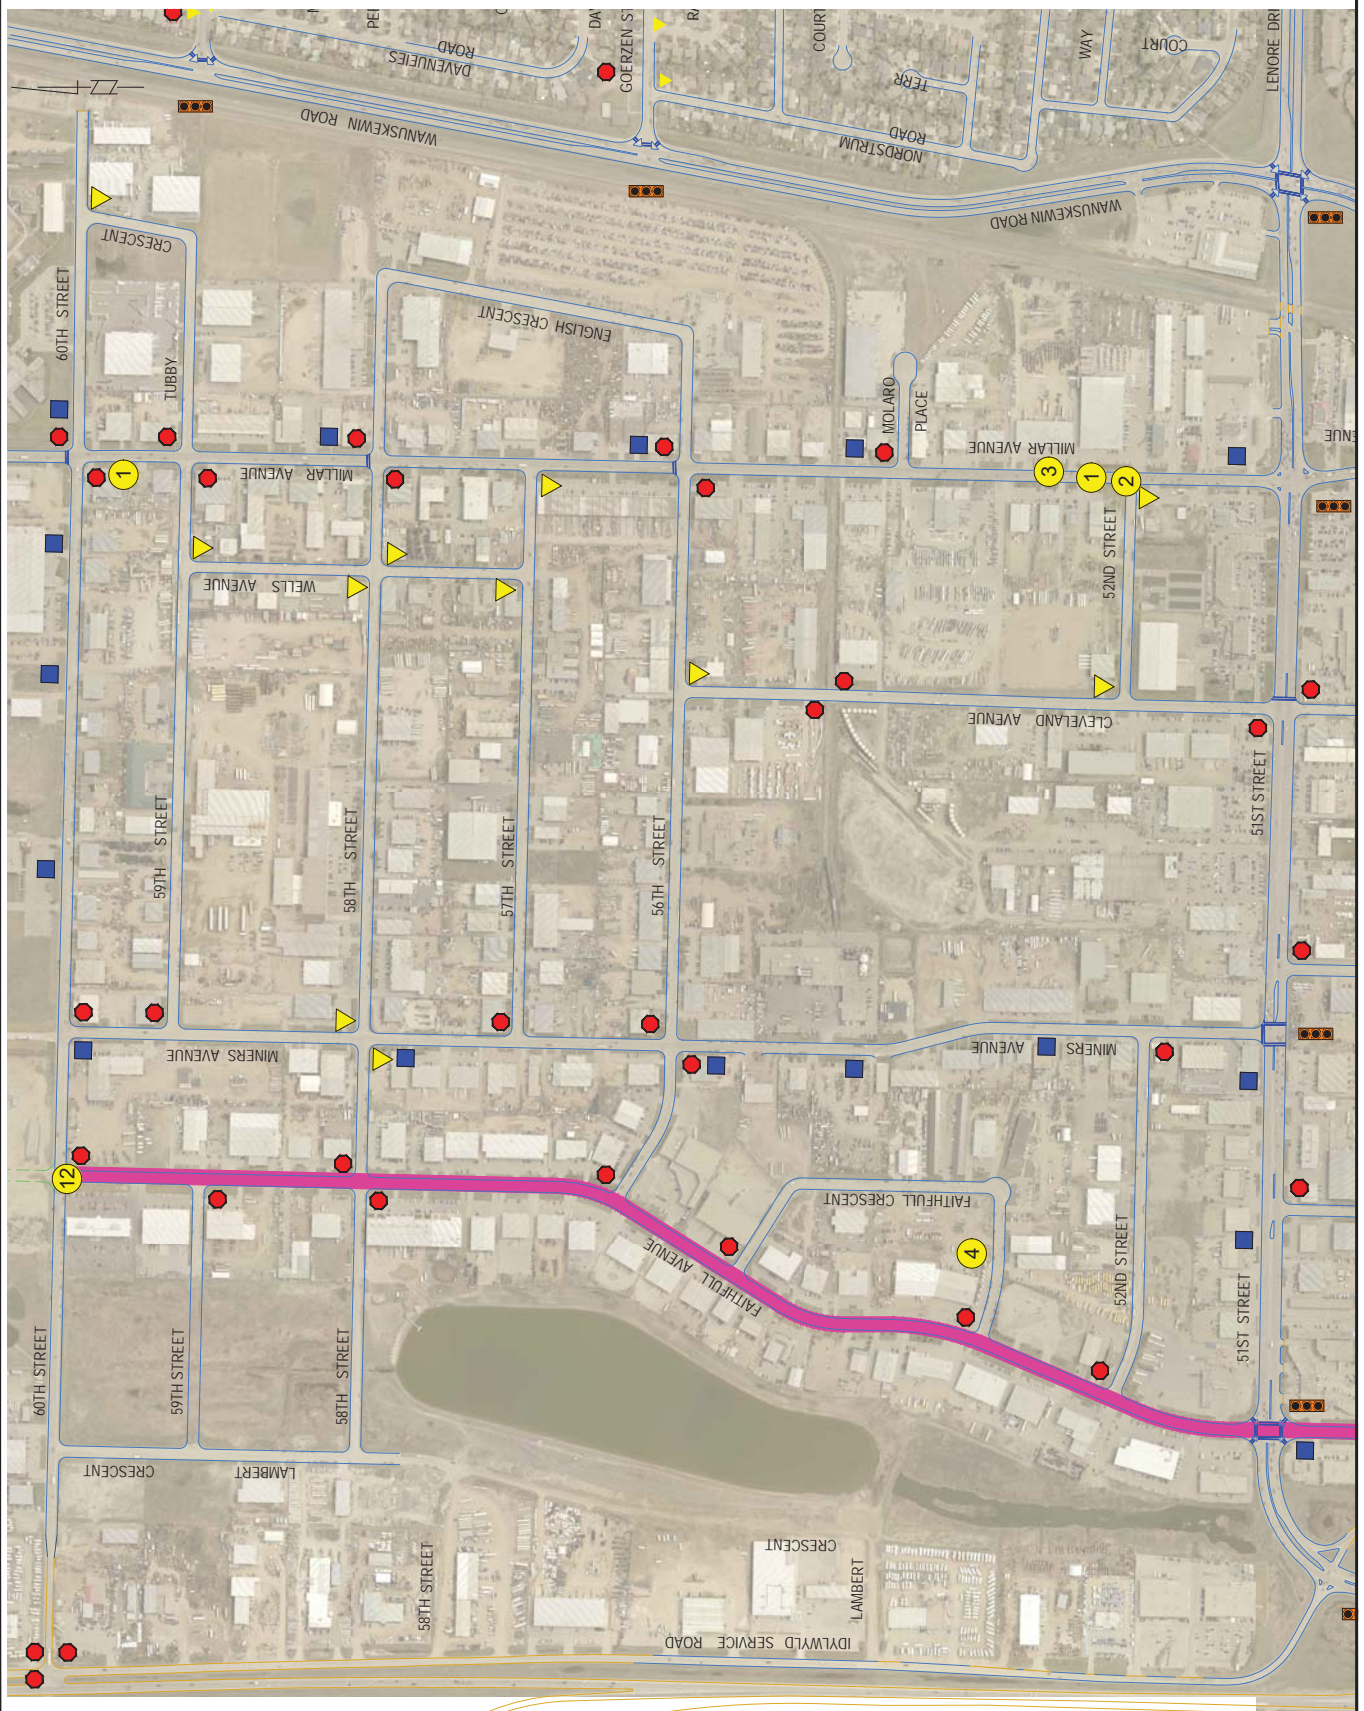 DAVENUEIES
ROAD
GOERZEN ST
COURT
TERR
WAY
COURT
LENORE DRI
WANUSKEWIN ROAD
NORDSTRUM
ROAD
WANUSKEWIN ROAD
CRESCENT
60TH STREET
TUBBY
ENGLISH CRESCENT
MOLARO
PLACE
MILLAR AVENUE
1
MILLAR AVENUE
3
1
2
52ND STREET
WELLS AVENUE
CLEVELAND
AVENUE
59TH STREET
58TH STREET
57TH STREET
56TH STREET
51ST STREET
MINERS AVENUE
MINERS AVENUE
12
FAITHFULL CRESCENT
4
FAITHFULL AVENUE
52ND STREET
60TH STREET
59TH STREET
58TH STREET
51ST STREET
CRESCENT
LAMBERT
58TH STREET
CRESCENT
LAMBERT
IDYLWYLD SERVICE ROAD